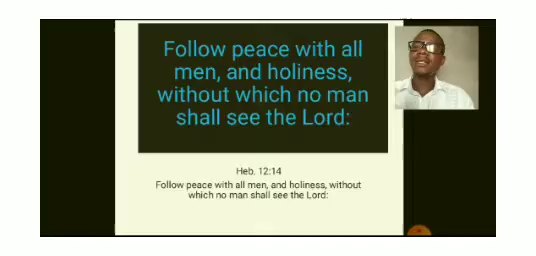 Follow peace with all
men, and holiness,
without which no man
shall see the Lord:
Heb. 12:14
Follow peace with all men, and holiness, without
which no man shall see the Lord: